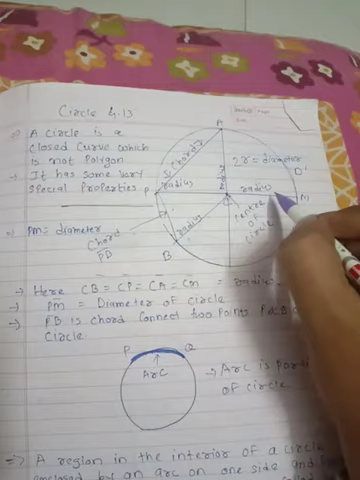 Circle 4.13
⇒ A circle is a
closed curve which
is not polygon
→ It has some very
special properties
A
chord
2r = diameter
D
P
radius
radius
radius
M
centre
of
circle
→ PM = diameter
chord
PB
radius
B
→ Here CB = CP = CA = CM = radius
→ PM = Diameter of circle
→ PB is chord connect two points P & B
circle
P
Q
ARC
→ Arc is
of circle
⇒ A region in the interior of a circle
enclosed by an arc on one side and